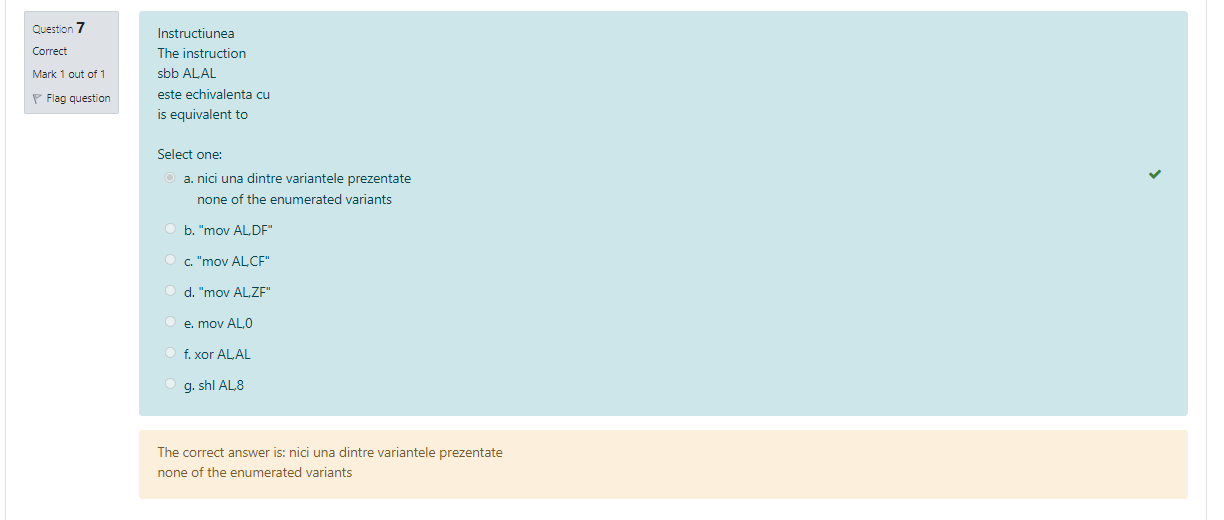 Question 7
Correct
Mark 1 out of 1
Flag question
Instructiunea
The instruction
sbb AL,AL
este echivalenta cu
is equivalent to
Select one:
a. nici una dintre variantele prezentate
none of the enumerated variants
b. "mov AL,DF"
c. "mov AL,CF"
d. "mov AL,ZF"
e. mov AL,0
f. xor AL,AL
g. shl AL,8
The correct answer is: nici una dintre variantele prezentate
none of the enumerated variants